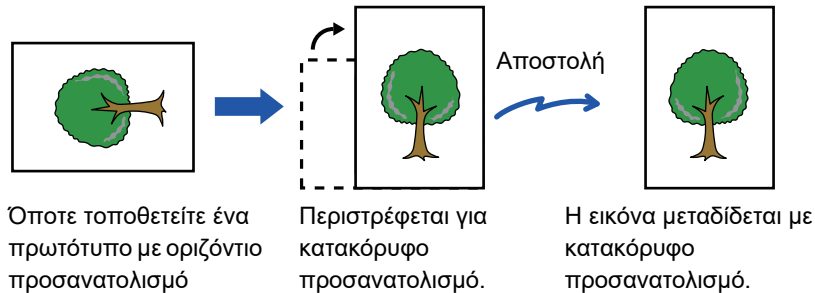 Αποστολή
Όποτε τοποθετείτε ένα
πρωτότυπο με οριζόντιο
προσανατολισμό
Περιστρέφεται για
κατακόρυφο
προσανατολισμό.
Η εικόνα μεταδίδεται με
κατακόρυφο
προσανατολισμό.